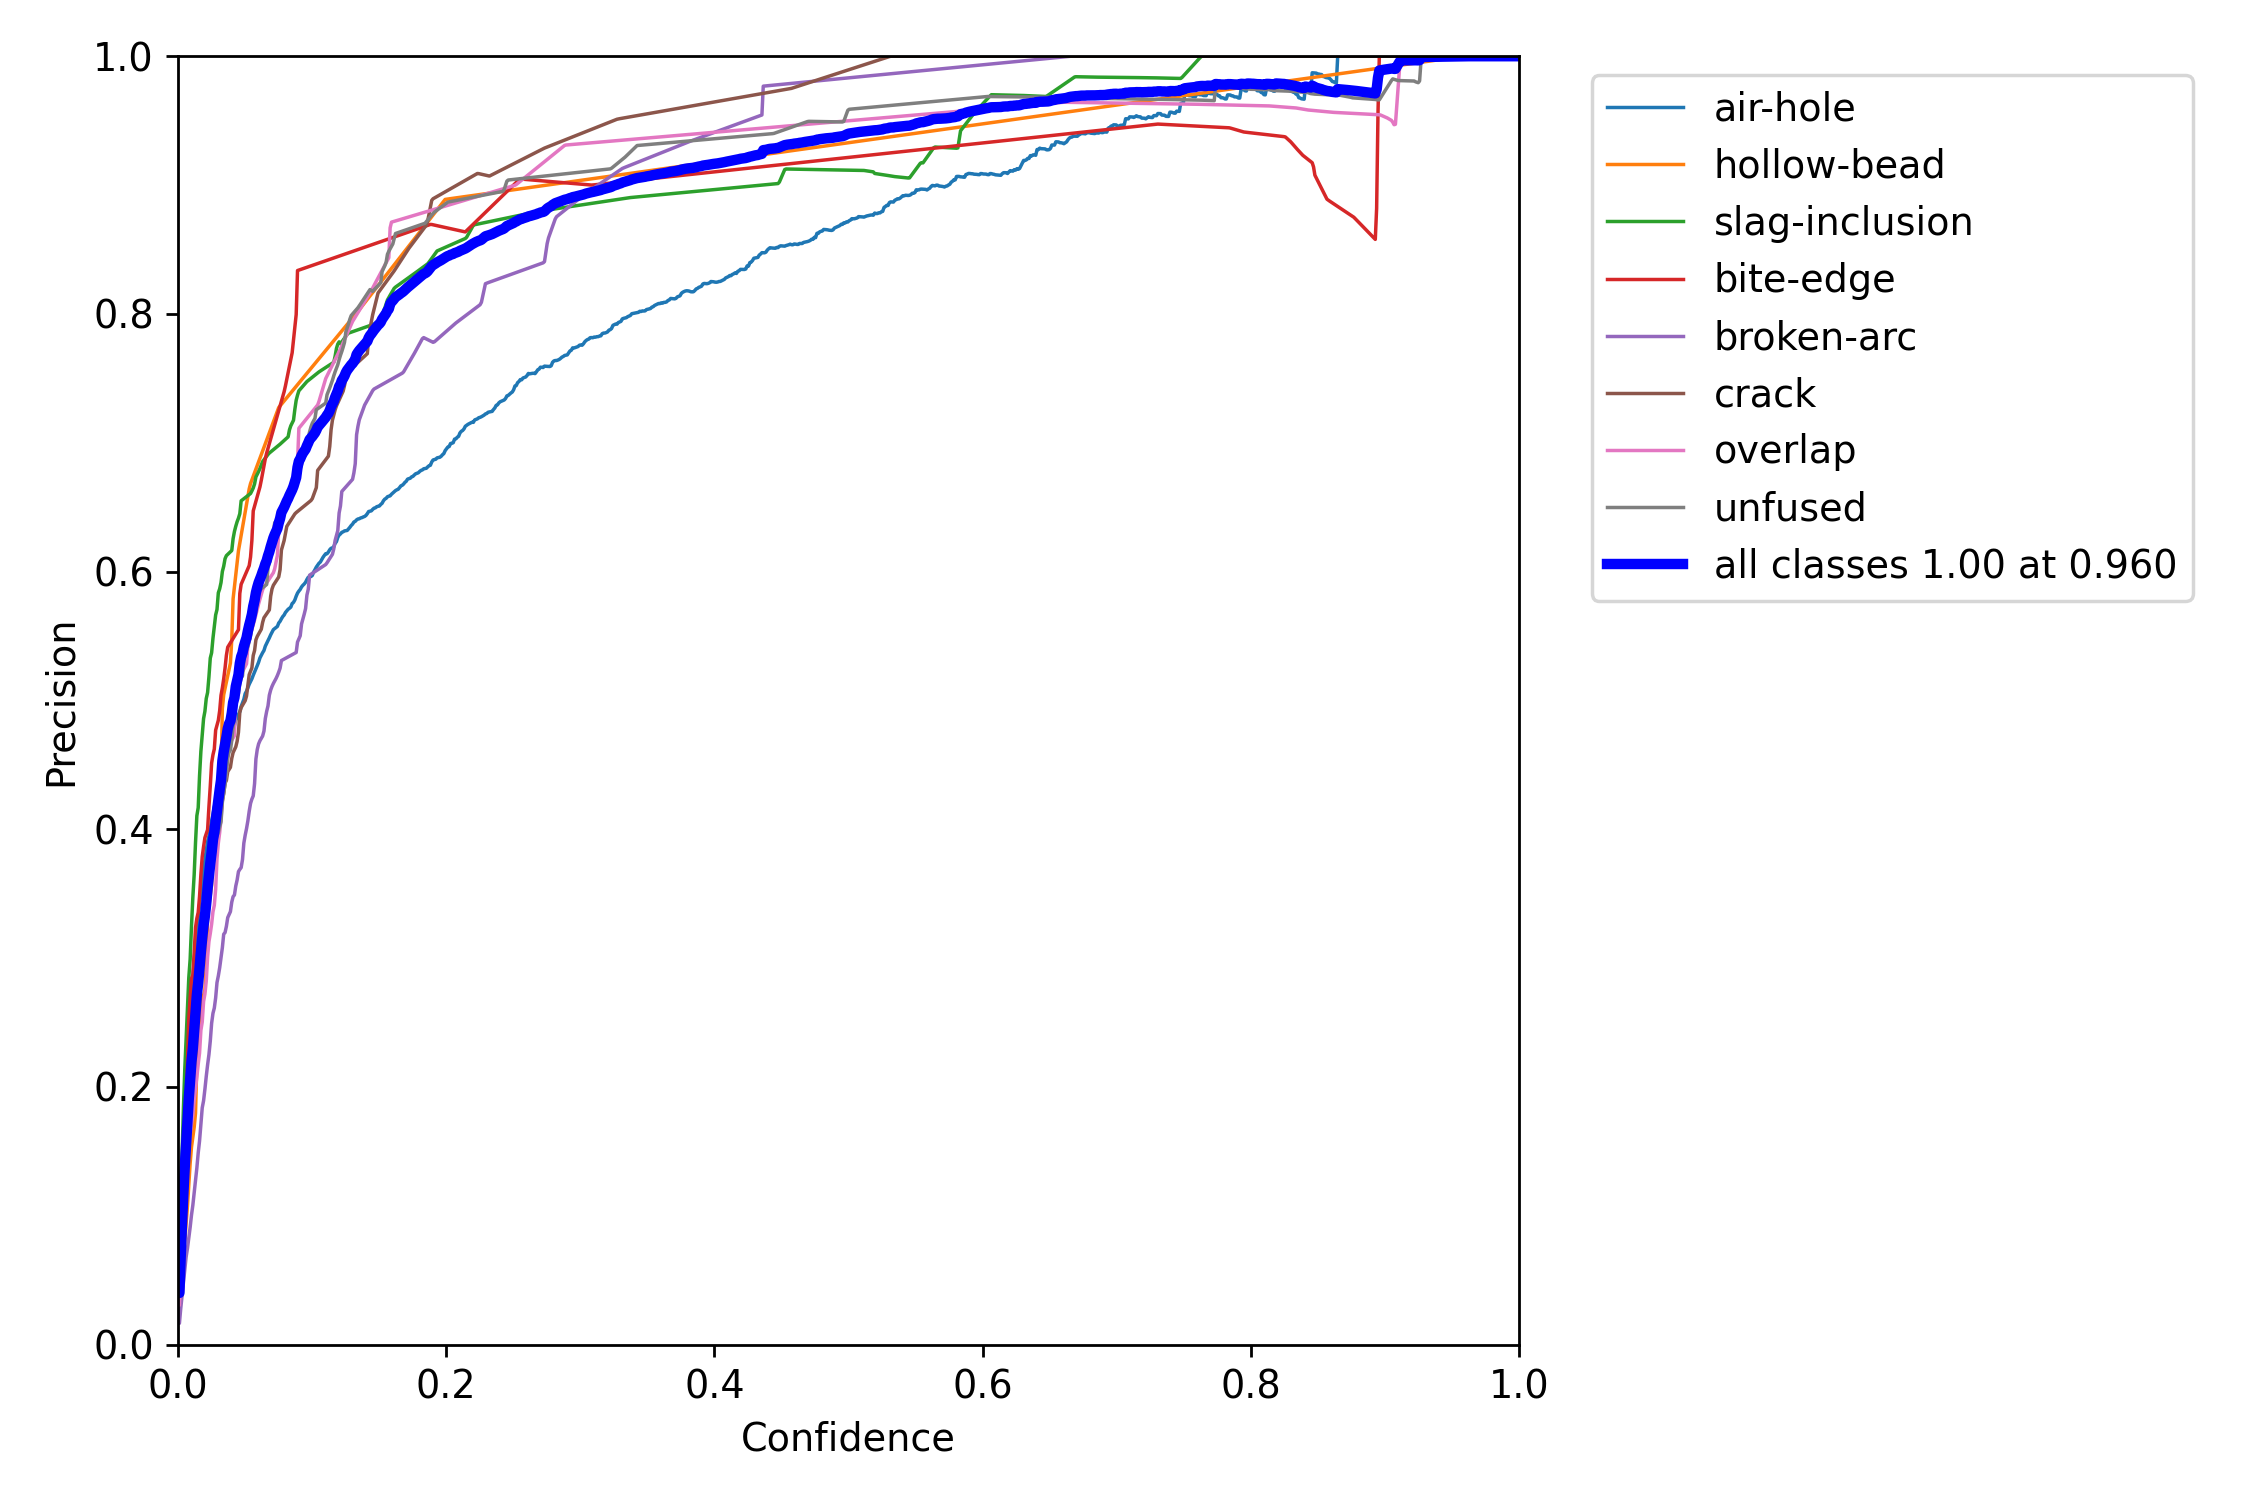 1.0
0.8
0.6
0.4
0.2
0.0
Precision
0.0 0.2 0.4 0.6 0.8 1.0
Confidence
air-hole
hollow-bead
slag-inclusion
bite-edge
broken-arc
crack
overlap
unfused
all classes 1.00 at 0.960